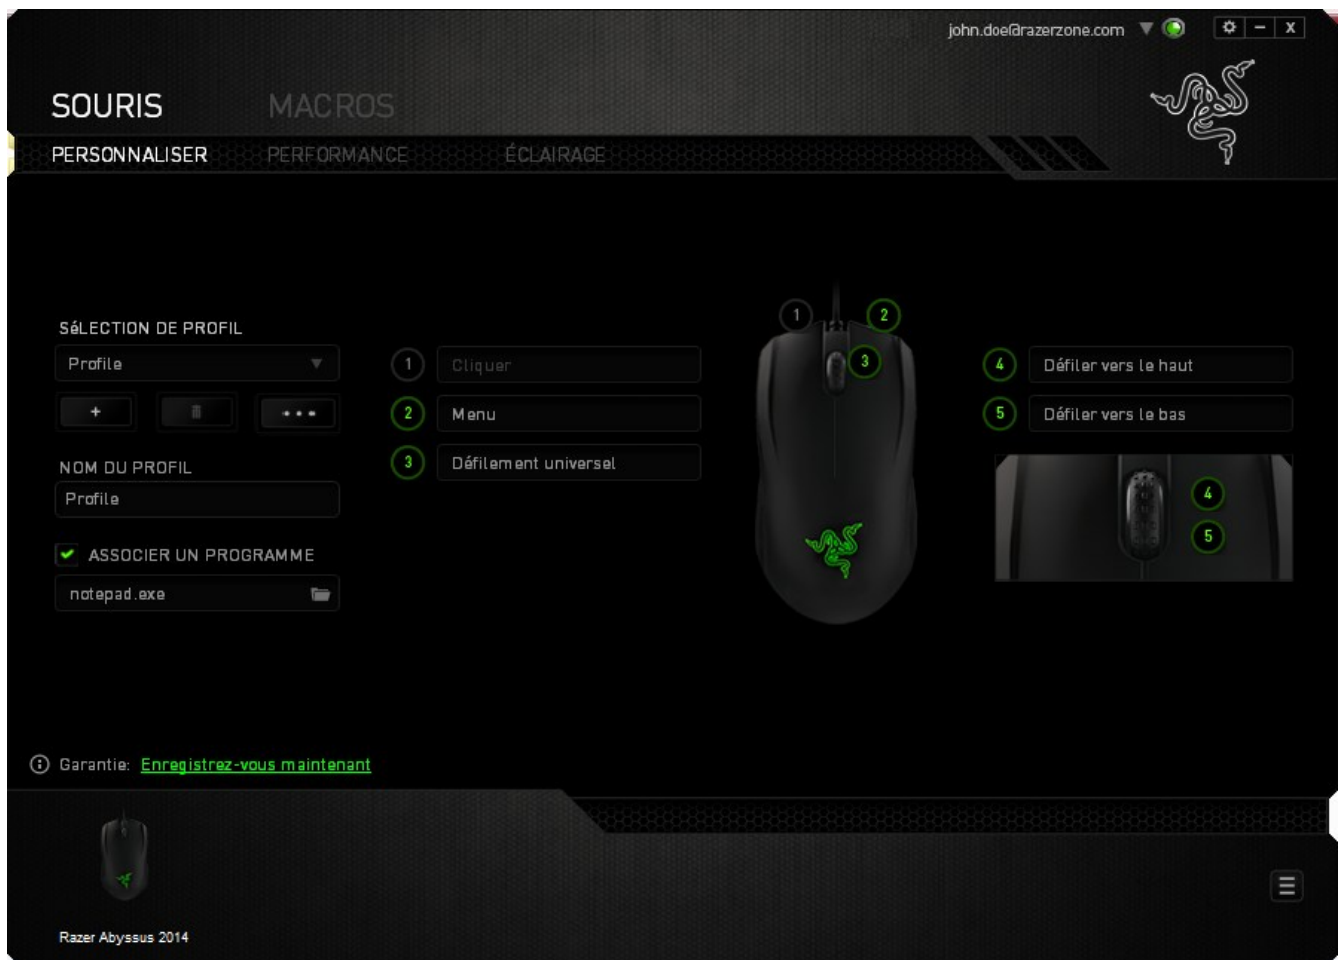 john.doe@razerzone.com
SOURIS MACROS
PERSONNALISER PERFORMANCE ÉCLAIRAGE
SéLECTION DE PROFIL
Profile
NOM DU PROFIL
Profile
ASSOCIER UN PROGRAMME
notepad.exe
1 Cliquer
2 Menu
3 Défilement universel
1
2
3
4 Défiler vers le haut
5 Défiler vers le bas
4
5
Garantie: Enregistrez-vous maintenant
Razer Abyssus 2014